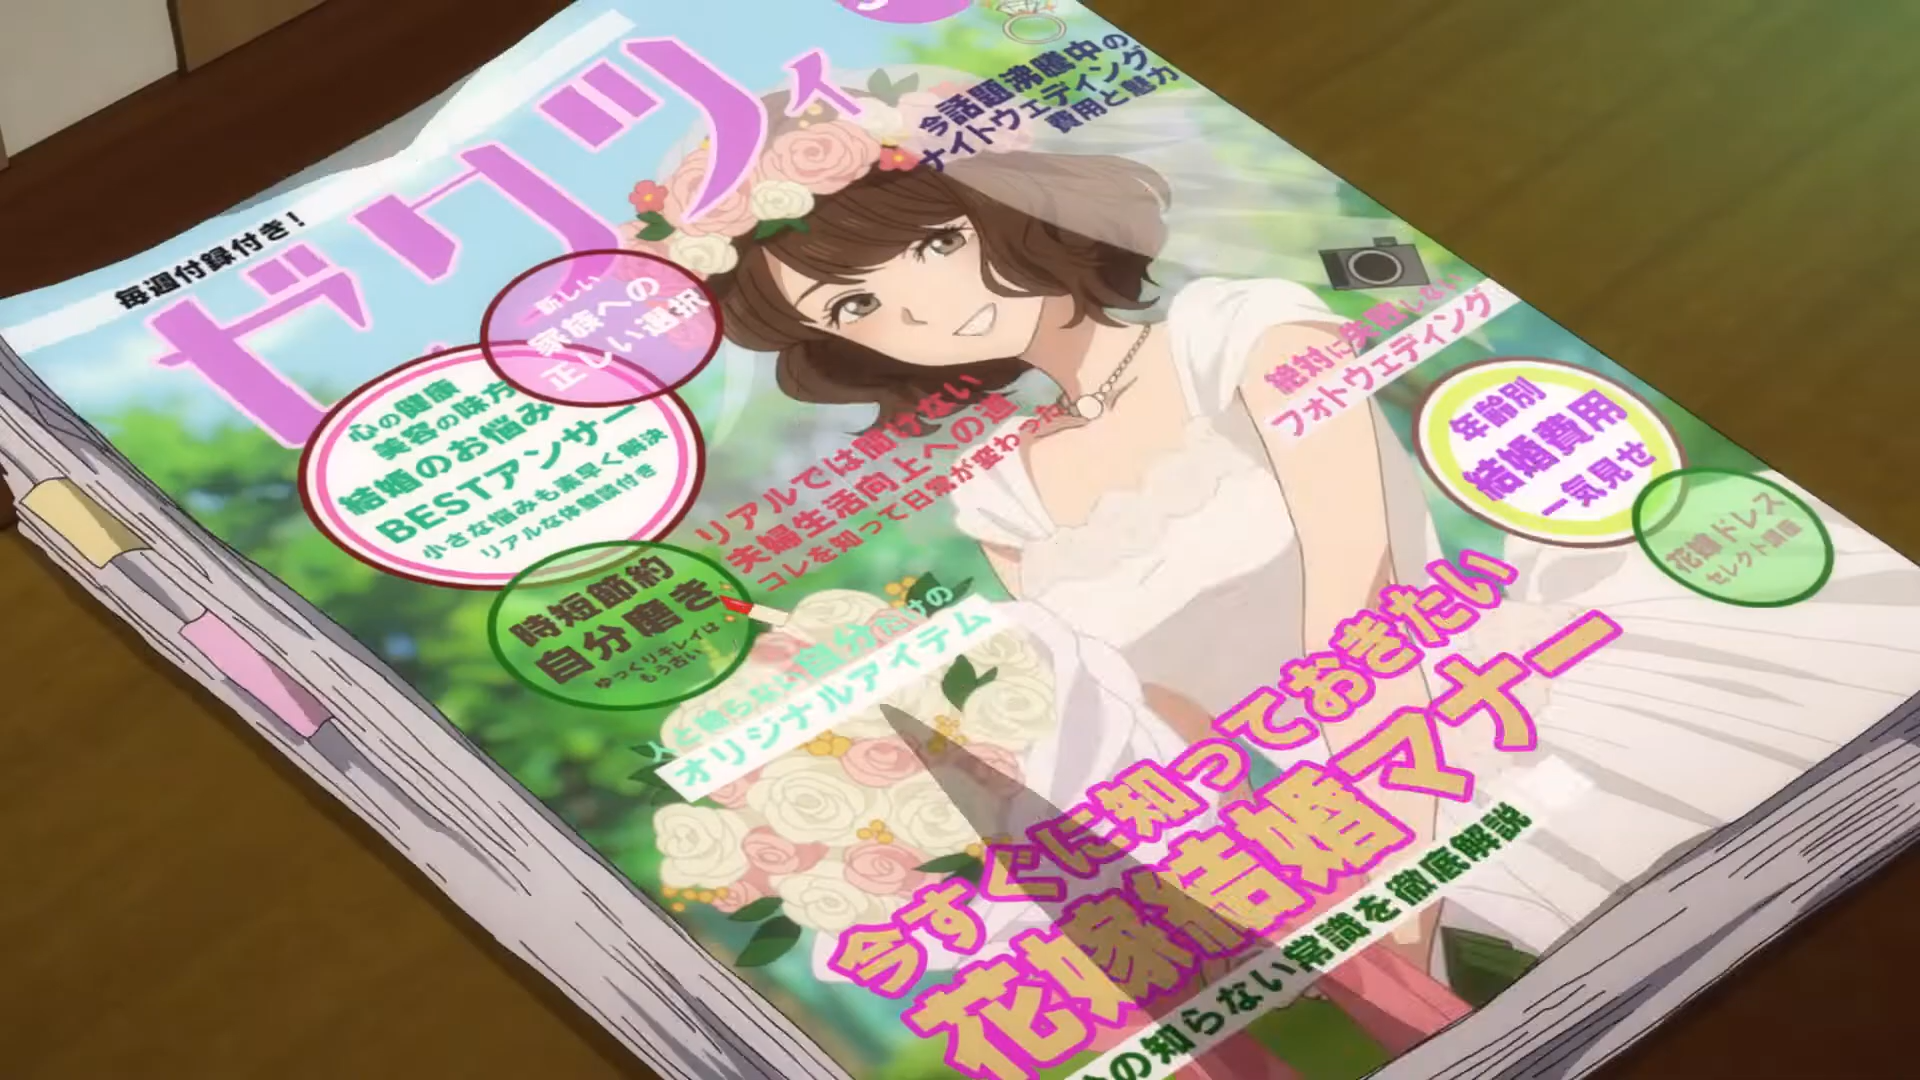 毎週付録付き!
ゼクツィ
今話題沸騰中の
ナイトウェディング
費用と魅力
新しい
家族への
正しい選択
心の健康
美容の味方
結婚のお悩み
BESTアンサー
小さな悩みも素早く解決
リアルな体験談付き
時短節約
自分磨き
ゆっくりキレイは
もう古い
リアルでは聞けない
夫婦生活向上への道
コレを知って日常が変わった
絶対に失敗しない
フォトウェディング
年齢別
結婚費用
一気見せ
花嫁ドレス
セレクト講座
人と被らない自分だけの
オリジナルアイテム
今すぐに知っておきたい
花嫁結婚マナー
の知らない常識を徹底解説